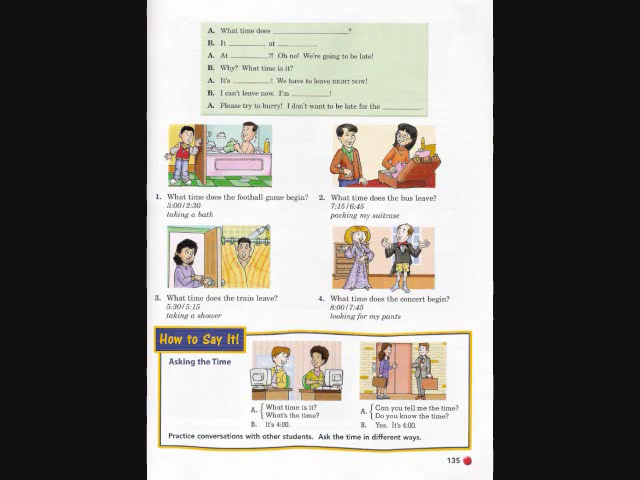 A. What time does ____________________?
B. It __________ at __________.
A. At __________?! Oh no! We're going to be late!
B. Why? What time is it?
A. It's __________! We have to leave RIGHT NOW!
B. I can't leave now. I'm __________!
A. Please try to hurry! I don't want to be late for the __________.
1. What time does the football game begin?
3:00/2:30
taking a bath
2. What time does the bus leave?
7:15/6:45
packing my suitcase
3. What time does the train leave?
5:30/5:15
taking a shower
4. What time does the concert begin?
8:00/7:45
looking for my pants
How to Say It!
Asking the Time
A. { What time is it?
What's the time?
B. It's 4:00.
A. { Can you tell me the time?
Do you know the time?
B. Yes. It's 4:00.
Practice conversations with other students. Ask the time in different ways.
135